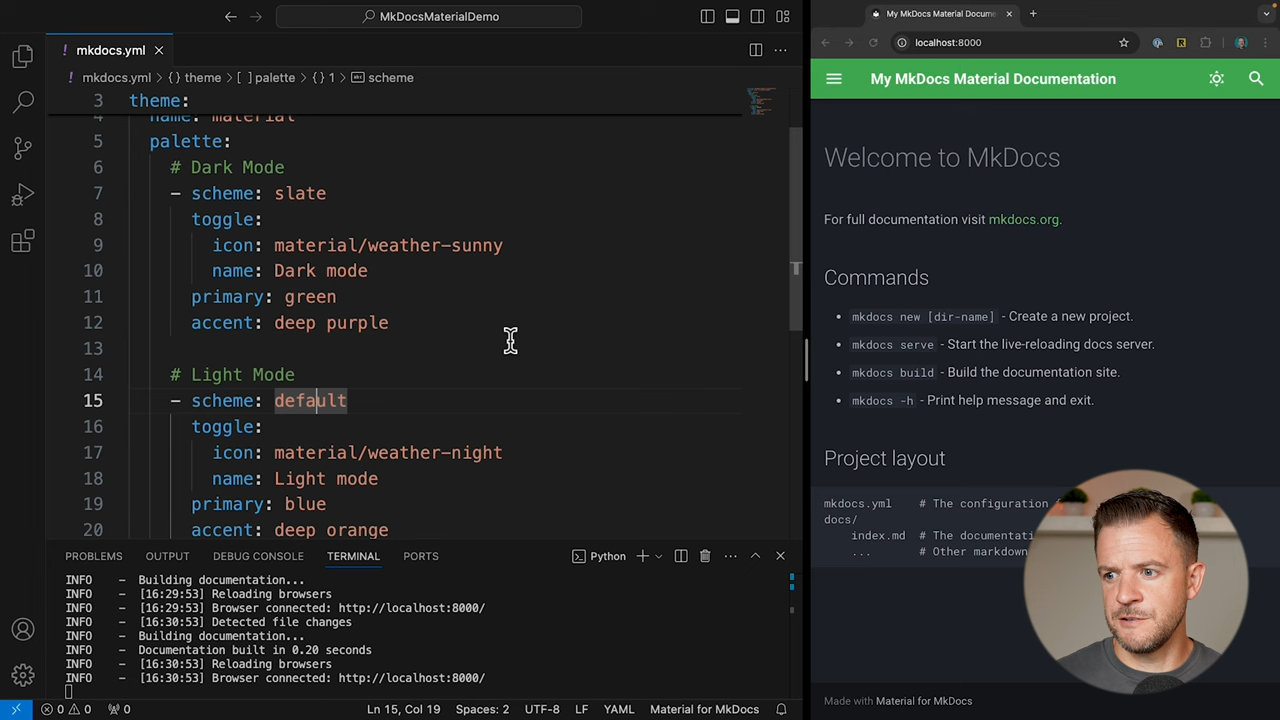 MkDocsMaterialDemo
mkdocs.yml
mkdocs.yml > {} theme > [ ] palette > {} 1 > scheme
3 theme:
4 name: material
5 palette:
6 # Dark Mode
7 - scheme: slate
8 toggle:
9 icon: material/weather-sunny
10 name: Dark mode
11 primary: green
12 accent: deep purple
13
14 # Light Mode
15 - scheme: default
16 toggle:
17 icon: material/weather-night
18 name: Light mode
19 primary: blue
20 accent: deep orange
PROBLEMS OUTPUT DEBUG CONSOLE TERMINAL PORTS Python
INFO - Building documentation...
INFO - [16:29:53] Reloading browsers
INFO - [16:29:53] Browser connected: http://localhost:8000/
INFO - [16:30:53] Detected file changes
INFO - Building documentation...
INFO - Documentation built in 0.20 seconds
INFO - [16:30:53] Reloading browsers
INFO - [16:30:53] Browser connected: http://localhost:8000/
0 0 0 Ln 15, Col 19 Spaces: 2 UTF-8 LF YAML Material for MkDocs
My MkDocs Material Docume
localhost:8000
My MkDocs Material Documentation
Welcome to MkDocs
For full documentation visit mkdocs.org.
Commands
• mkdocs new [dir-name] - Create a new project.
• mkdocs serve - Start the live-reloading docs server.
• mkdocs build - Build the documentation site.
• mkdocs -h - Print help message and exit.
Project layout
mkdocs.yml # The configuration
docs/
index.md # The documentati
... # Other markdown
Made with Material for MkDocs